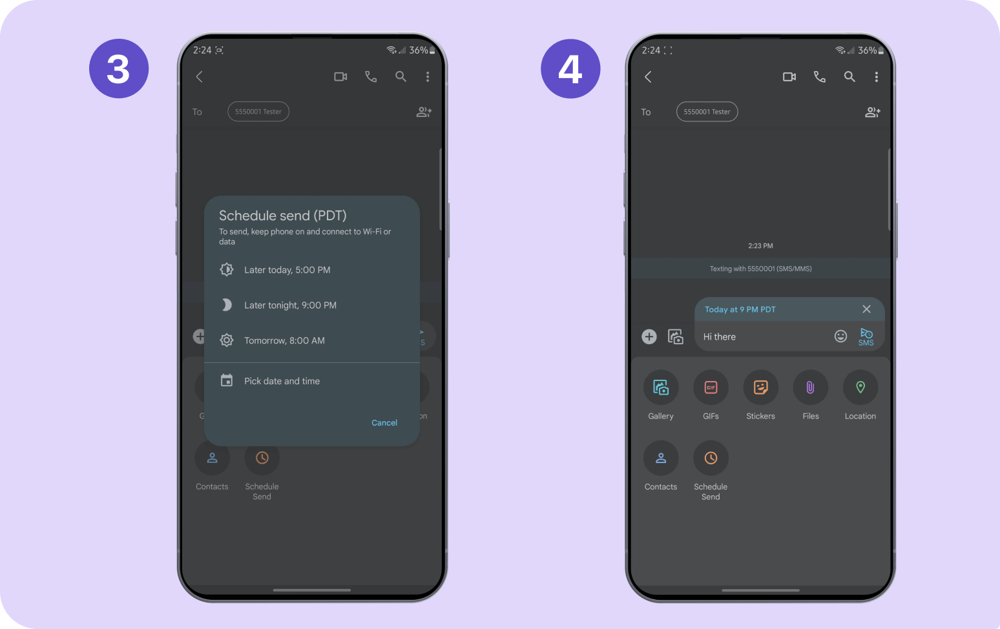 3
2:24
36%
To
5550001 Tester
Schedule send (PDT)
To send, keep phone on and connect to Wi-Fi or
data
Later today, 5:00 PM
Later tonight, 9:00 PM
Tomorrow, 8:00 AM
Pick date and time
Cancel
S
G
on
Contacts
Schedule
Send
4
2:24
36%
To
5550001 Tester
2:23 PM
Texting with 5550001 (SMS/MMS)
Today at 9 PM PDT
Hi there
SMS
GIF
Gallery
GIFs
Stickers
Files
Location
Contacts
Schedule
Send